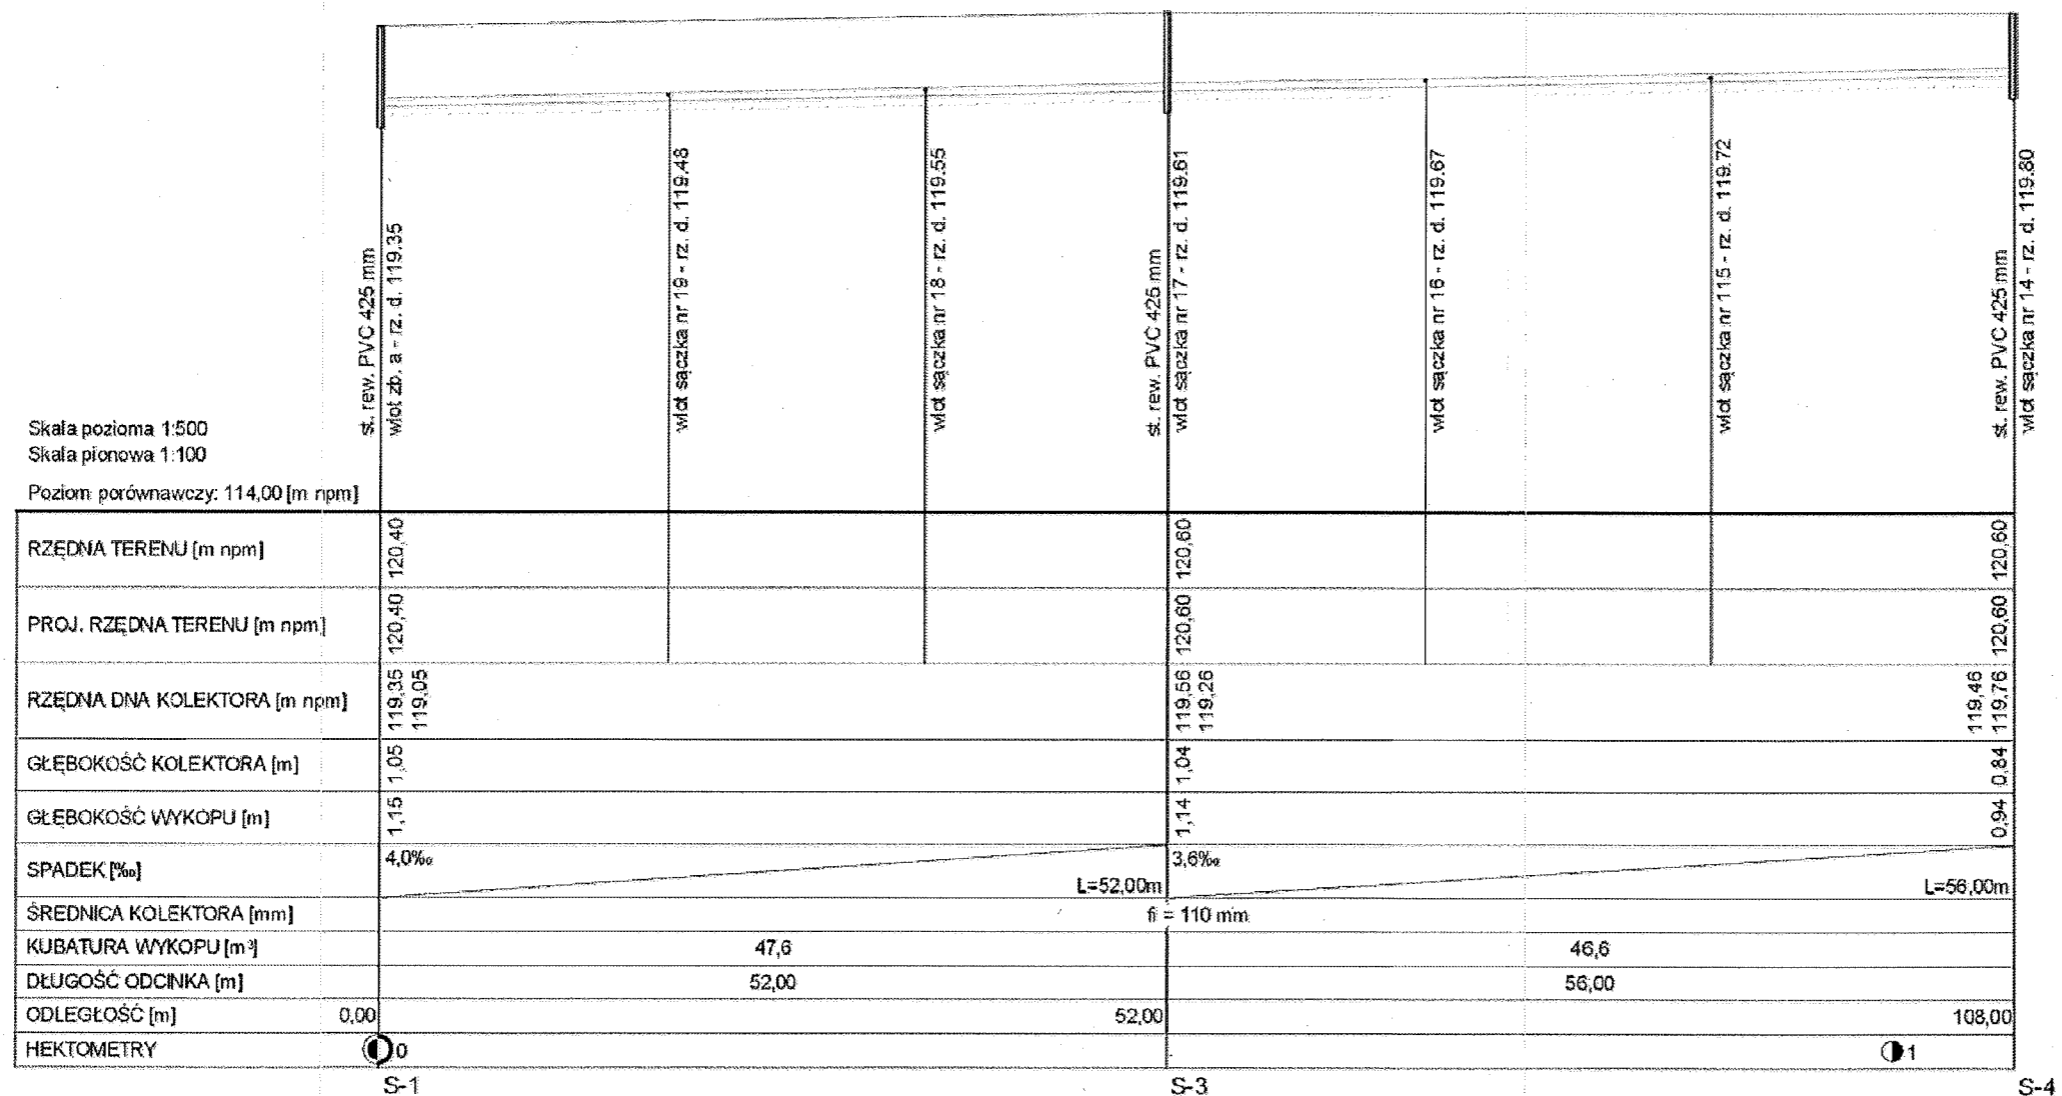 st. rew. PVC 425 mm
wlot zb. a - rz. d. 119.35
wlot sączka nr 19 - rz. d. 119.48
wlot sączka nr 18 - rz. d. 119.55
st. rew. PVC 425 mm
wlot sączka nr 17 - rz. d. 119.61
wlot sączka nr 16 - rz. d. 119.67
wlot sączka nr 115 - rz. d. 119.72
st. rew. PVC 425 mm
wlot sączka nr 14 - rz. d. 119.80
Skala pozioma 1:500
Skala pionowa 1:100
Poziom porównawczy: 114,00 [m npm]
RZĘDNA TERENU [m npm] 120,40 120,60 120,60
PROJ. RZĘDNA TERENU [m npm] 120,40 120,60 120,60
RZĘDNA DNA KOLEKTORA [m npm] 119,35 119,05 119,56 119,26 119,46 119,76
GŁĘBOKOŚĆ KOLEKTORA [m] 1,05 1,04 0,84
GŁĘBOKOŚĆ WYKOPU [m] 1,15 1,14 0,94
SPADEK [‰] 4,0‰ L=52,00m 3,6‰ L=56,00m
ŚREDNICA KOLEKTORA [mm] fi = 110 mm
KUBATURA WYKOPU [m³] 47,6 46,6
DŁUGOŚĆ ODCINKA [m] 52,00 56,00
ODLEGŁOŚĆ [m] 0,00 52,00 108,00
HEKTOMETRY 0 1
S-1 S-3 S-4